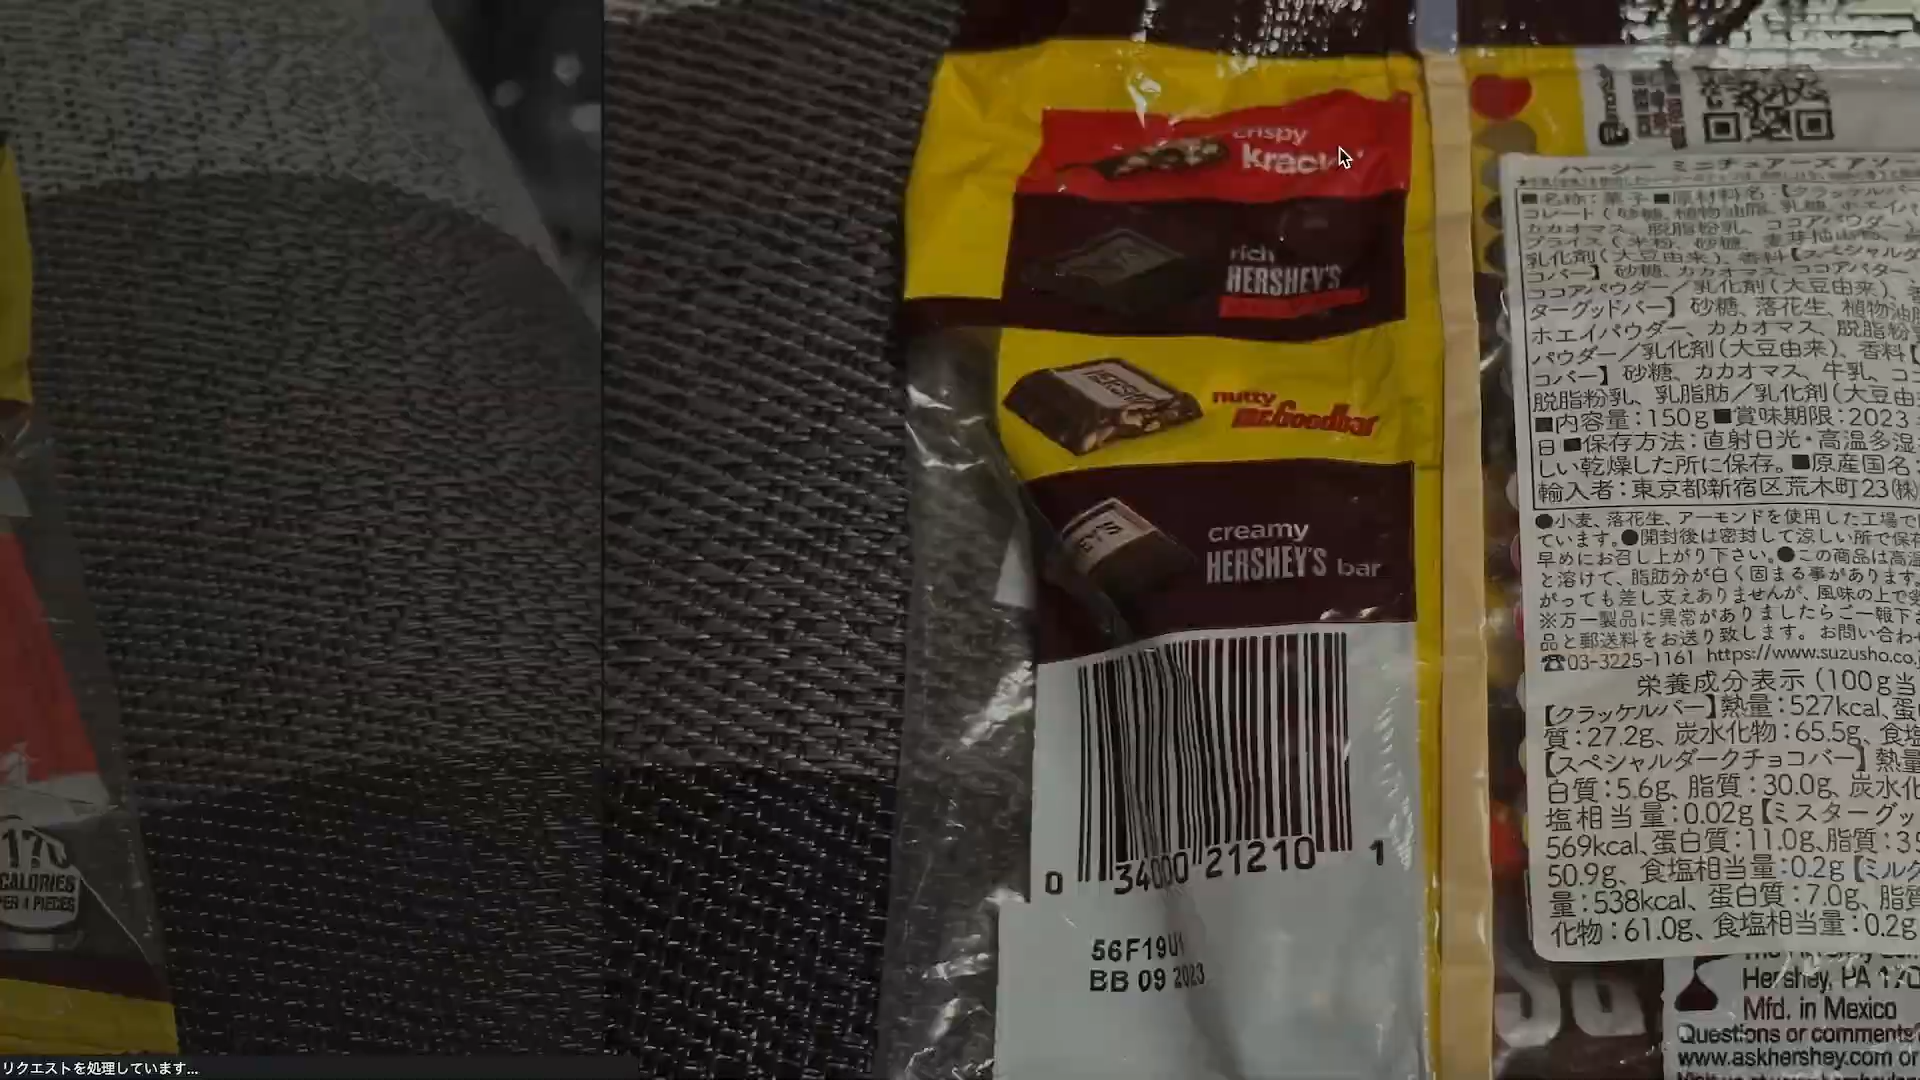 170
CALORIES
PER 4 PIECES
crispy
krackel
rich
HERSHEY'S
nutty
mr.Goodbar
creamy
HERSHEY'S bar
0 34000 21210 1
56F19U
BB 09 2023
ハーシー ミニチュアーズ アソ
■名称：菓子■原材料名：【クラッケルバー
コレート（砂糖、植物油脂、乳糖、ホエイパ
カカオマス、脱脂粉乳、ココアパウダー
乳化剤（大豆由来）、香料【スペシャルダ
コバー】砂糖、カカオマス、ココアバター
ココアパウダー／乳化剤（大豆由来）、
ターグッドバー】砂糖、落花生、植物油脂
ホエイパウダー、カカオマス、脱脂粉
パウダー／乳化剤（大豆由来）、香料【
コバー】砂糖、カカオマス、牛乳、コ
脱脂粉乳、乳脂肪／乳化剤（大豆由
■内容量：150g■賞味期限：2023
日■保存方法：直射日光・高温多湿
しい乾燥した所に保存。■原産国名：
輸入者：東京都新宿区荒木町23㈱
●小麦、落花生、アーモンドを使用した工場で
ています。●開封後は密封して涼しい所で保存
早めにお召し上がり下さい。●この商品は高温
と溶けて、脂肪分が白く固まる事があります。
がっても差し支えありませんが、風味の上で
※万一製品に異常がありましたらご一報下
品と郵送料をお送り致します。お問い合わ
☎03-3225-1161 https://www.suzusho.co.
栄養成分表示（100g当
【クラッケルバー】熱量：527kcal、蛋
質：27.2g、炭水化物：65.5g、食塩
【スペシャルダークチョコバー】熱量
白質：5.6g、脂質：30.0g、炭水化
塩相当量：0.02g【ミスターグッ
569kcal、蛋白質：11.0g、脂質：3
50.9g、食塩相当量：0.2g【ミルク
量：538kcal、蛋白質：7.0g、脂質
化物：61.0g、食塩相当量：0.2g
Hershey, PA 170
Mfd. in Mexico
Questions or comments
www.askhershey.com or
リクエストを処理しています...